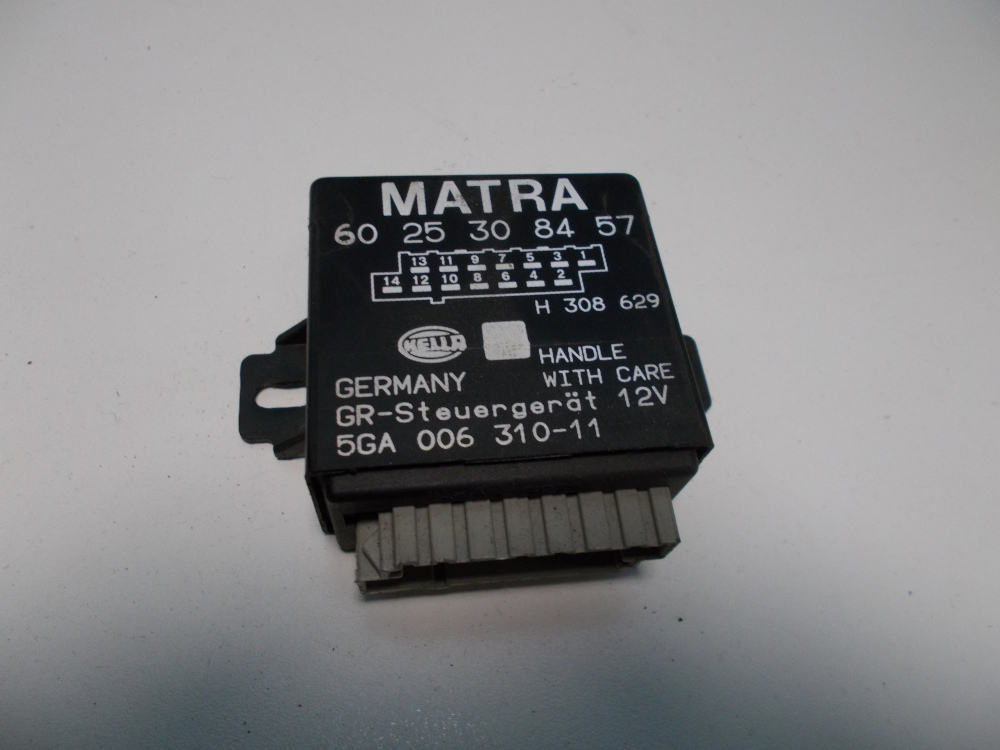 MATRA
60 25 30 84 57
13 11 9 7 5 3 1
14 12 10 8 6 4 2
H 308 629
HELLA
HANDLE
WITH CARE
GERMANY
GR-Steuergerät 12V
5GA 006 310-11